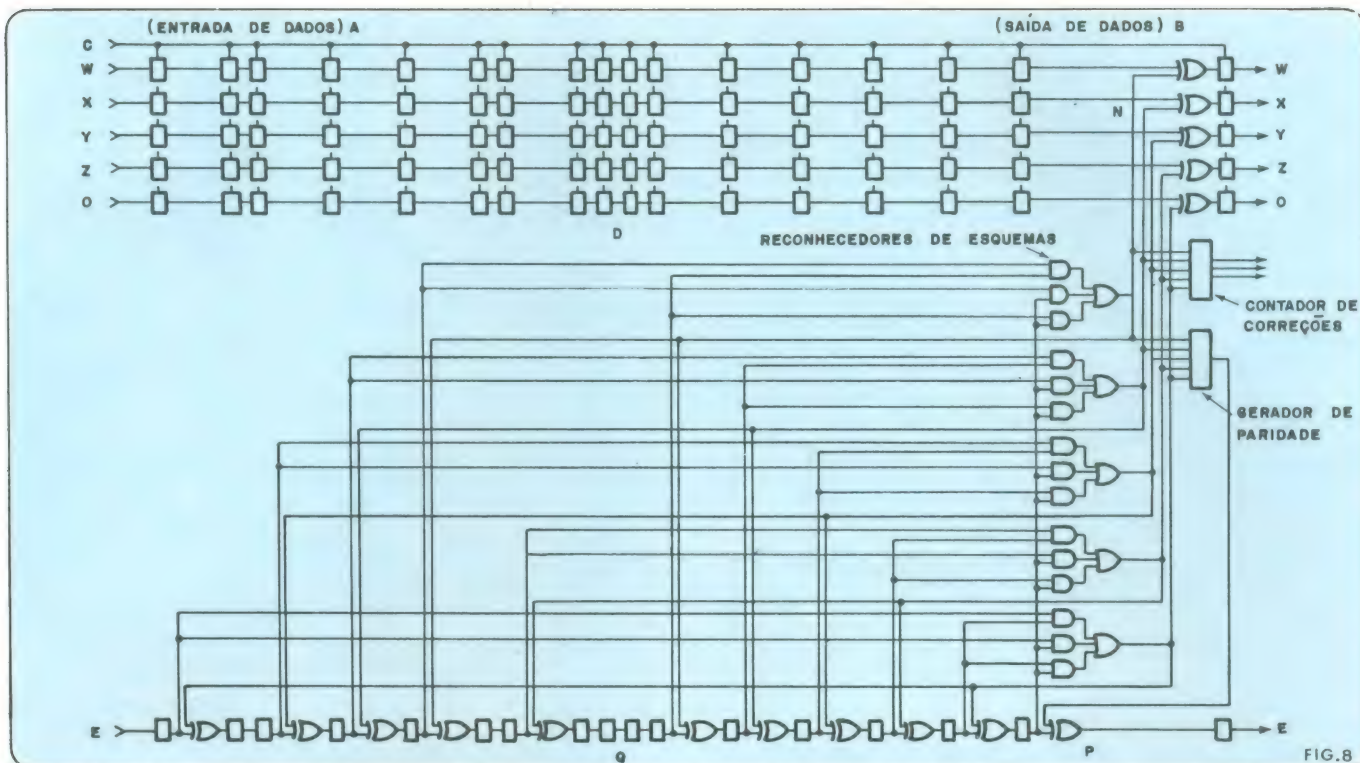 (ENTRADA DE DADOS) A
(SAÍDA DE DADOS) B
C
W
W
X
N
X
Y
Y
Z
Z
O
O
D
RECONHECEDORES DE ESQUEMAS
CONTADOR DE
CORREÇÕES
GERADOR DE
PARIDADE
E
Q
P
E
FIG.8